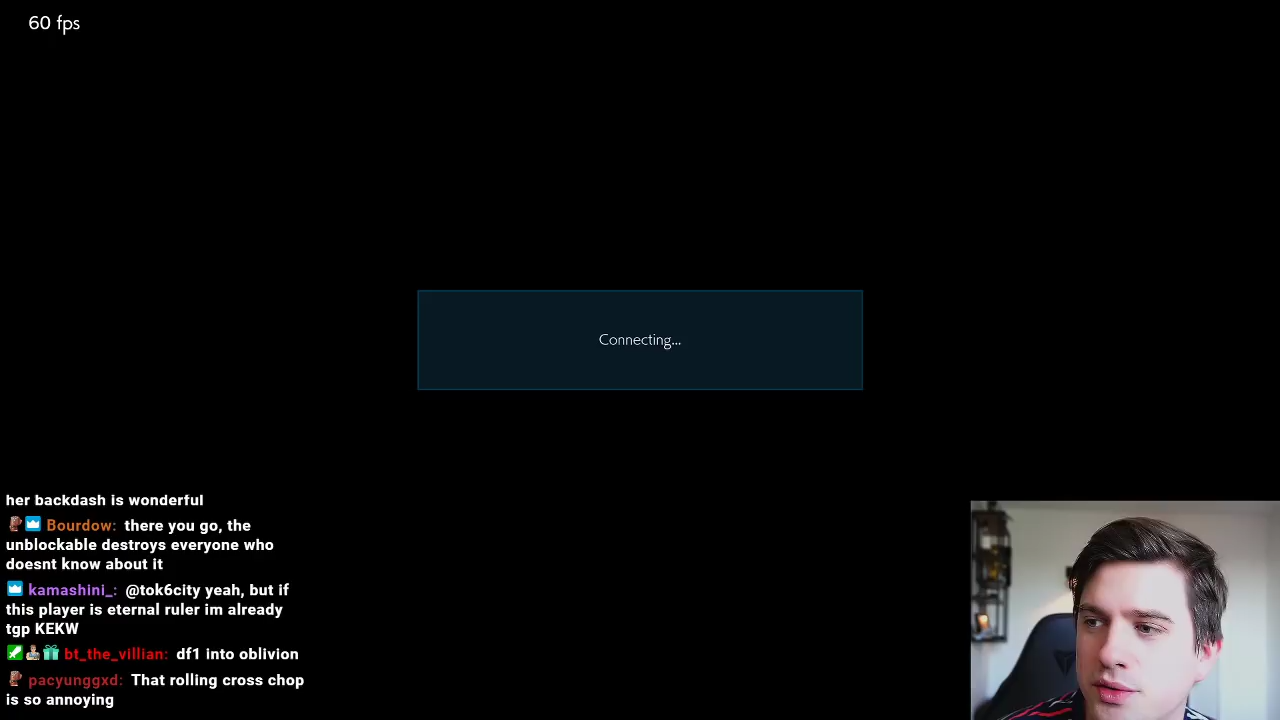 60 fps
Connecting...
her backdash is wonderful
Bourdow: there you go, the
unblockable destroys everyone who
doesnt know about it
kamashini_: @tok6city yeah, but if
this player is eternal ruler im already
tgp KEKW
bt_the_villian: df1 into oblivion
pacyunggxd: That rolling cross chop
is so annoying